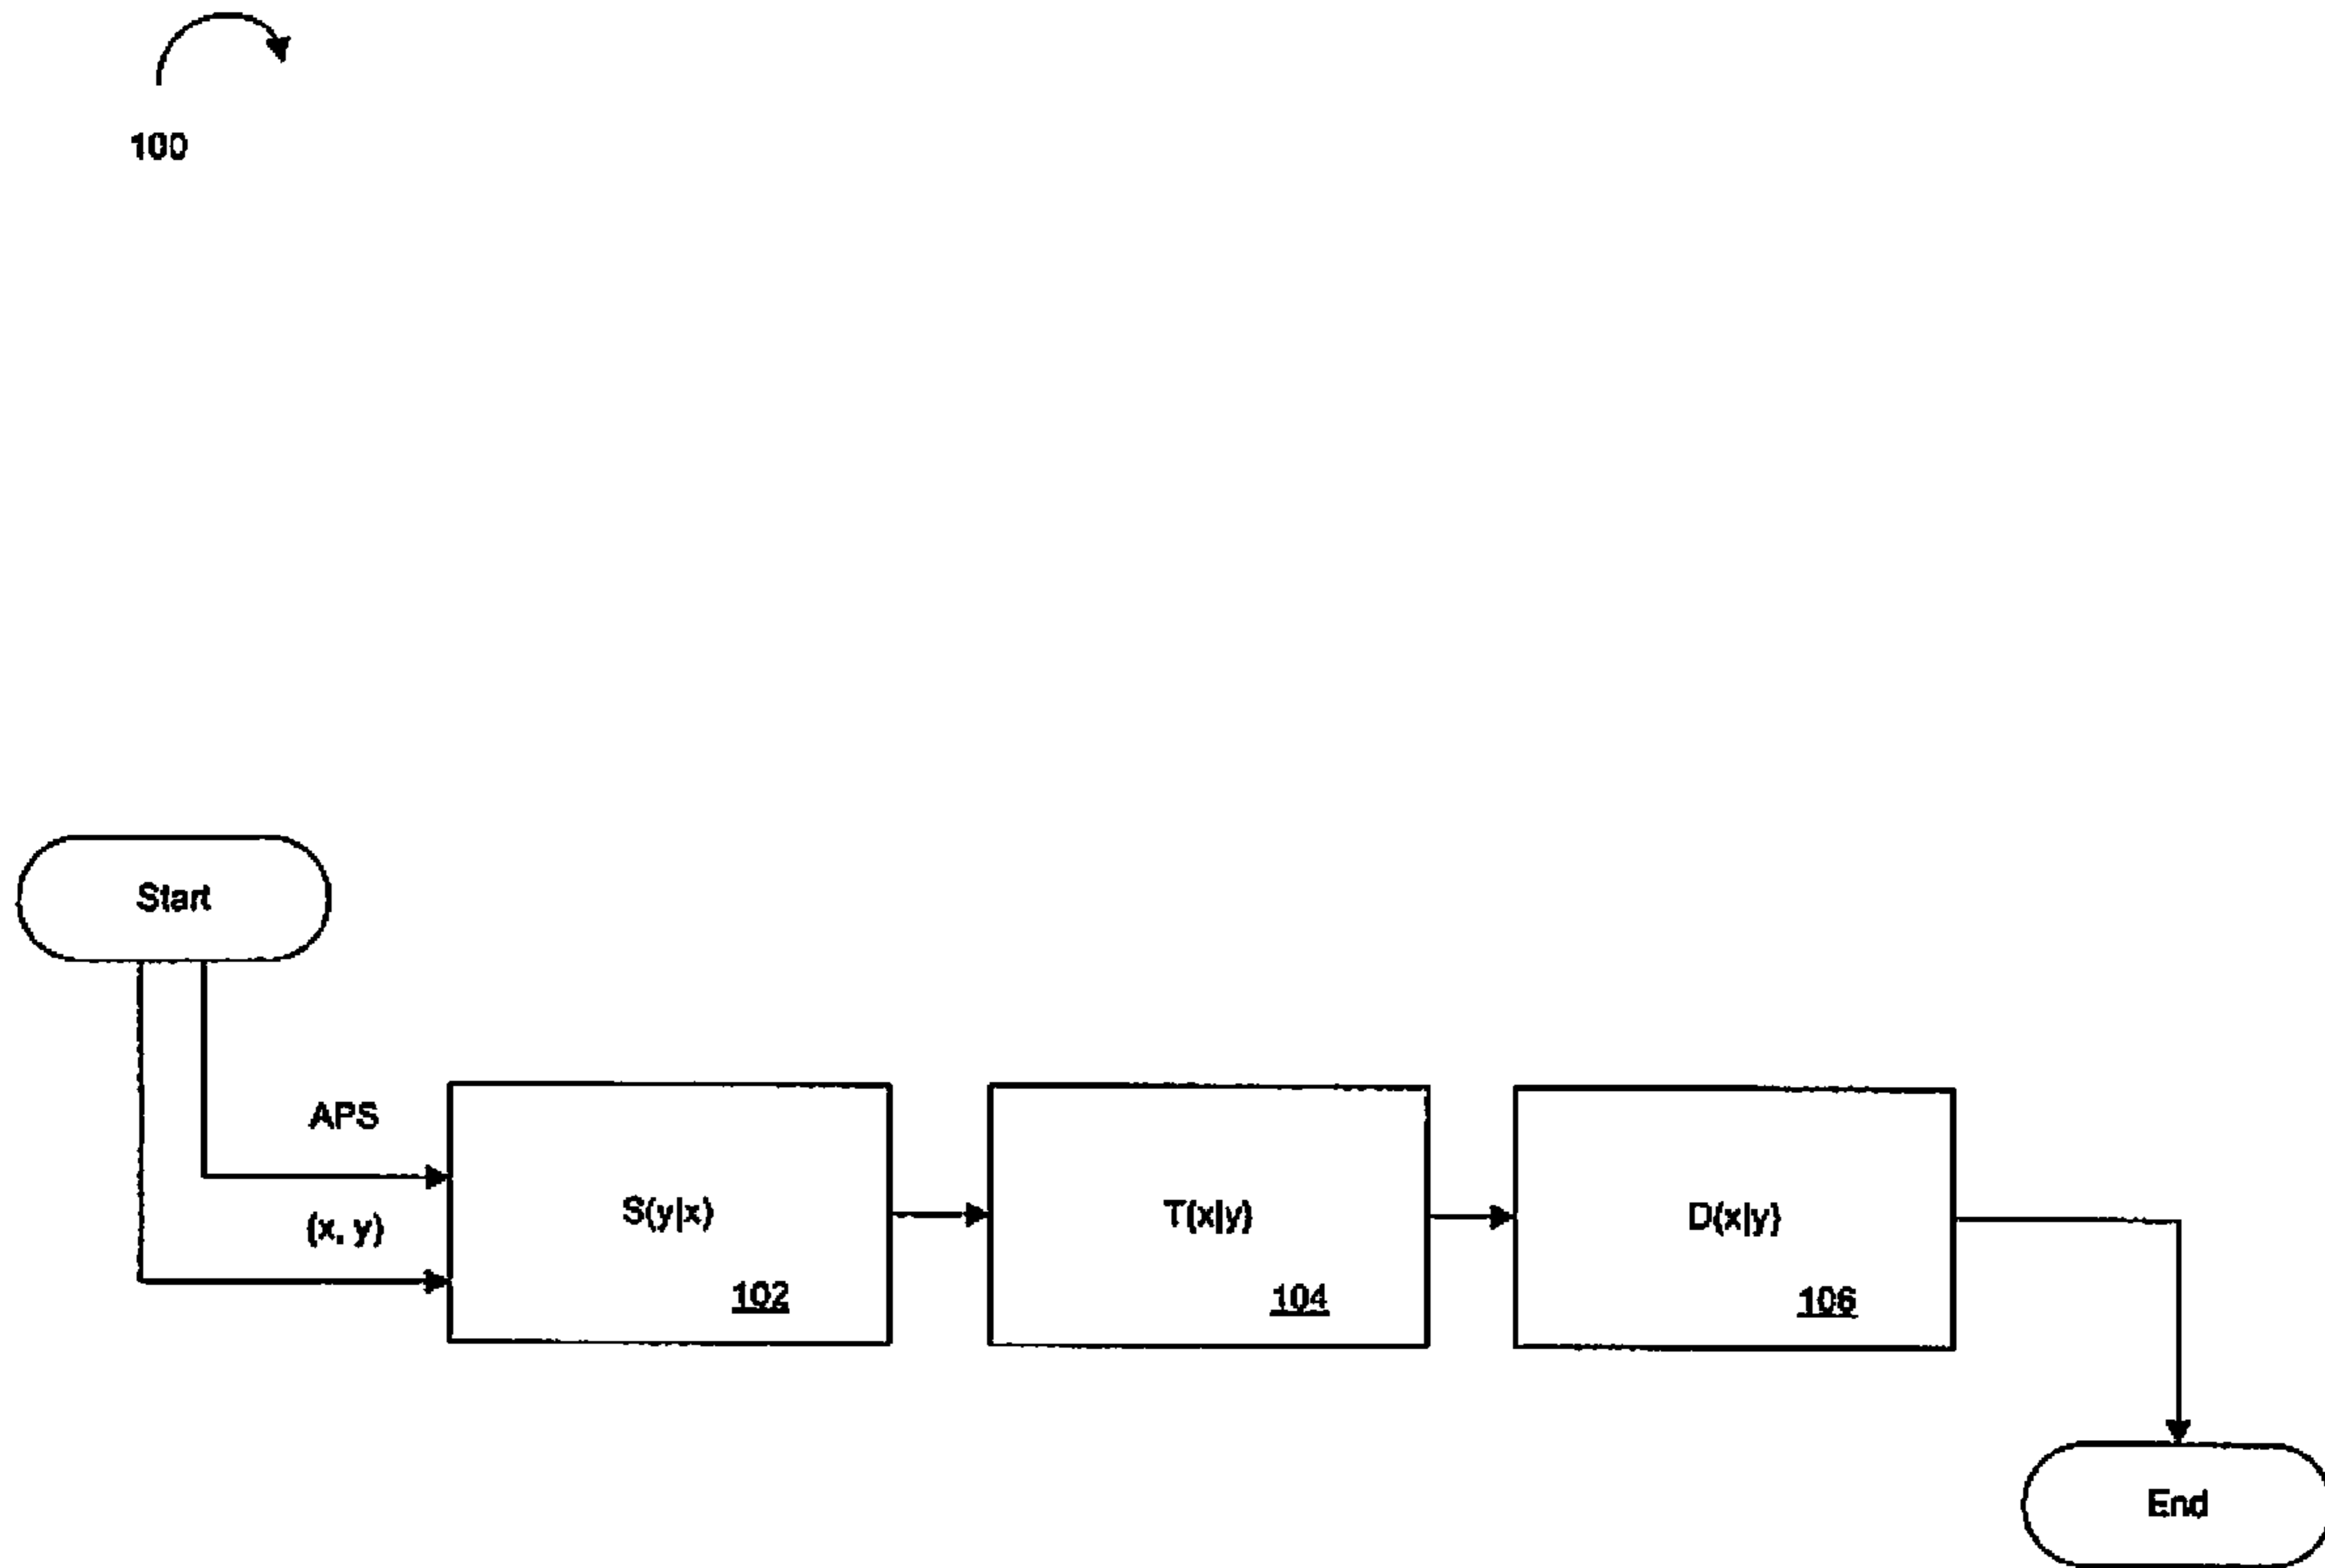 100
Start
APS
(x, y)
S(y|x)
102
T(x|y)
104
D(x|y)
106
End